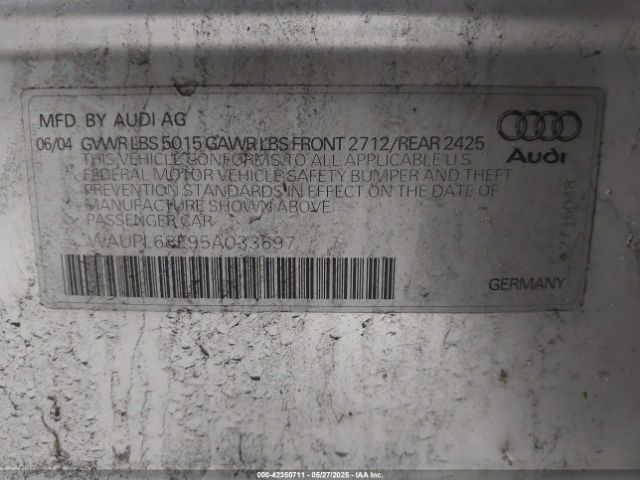 MFD. BY AUDI AG
06/04 GVWR LBS 5015 GAWR LBS FRONT 2712/REAR 2425
THIS VEHICLE CONFORMS TO ALL APPLICABLE U S
FEDERAL MOTOR VEHICLE SAFETY BUMPER AND THEFT
PREVENTION STANDARDS IN EFFECT ON THE DATE OF
MANUFACTURE SHOWN ABOVE
PASSENGER CAR
WAUPL68E95A033697
Audi
GERMANY
000-42350711 - 05/27/2025 - IAAI.COM